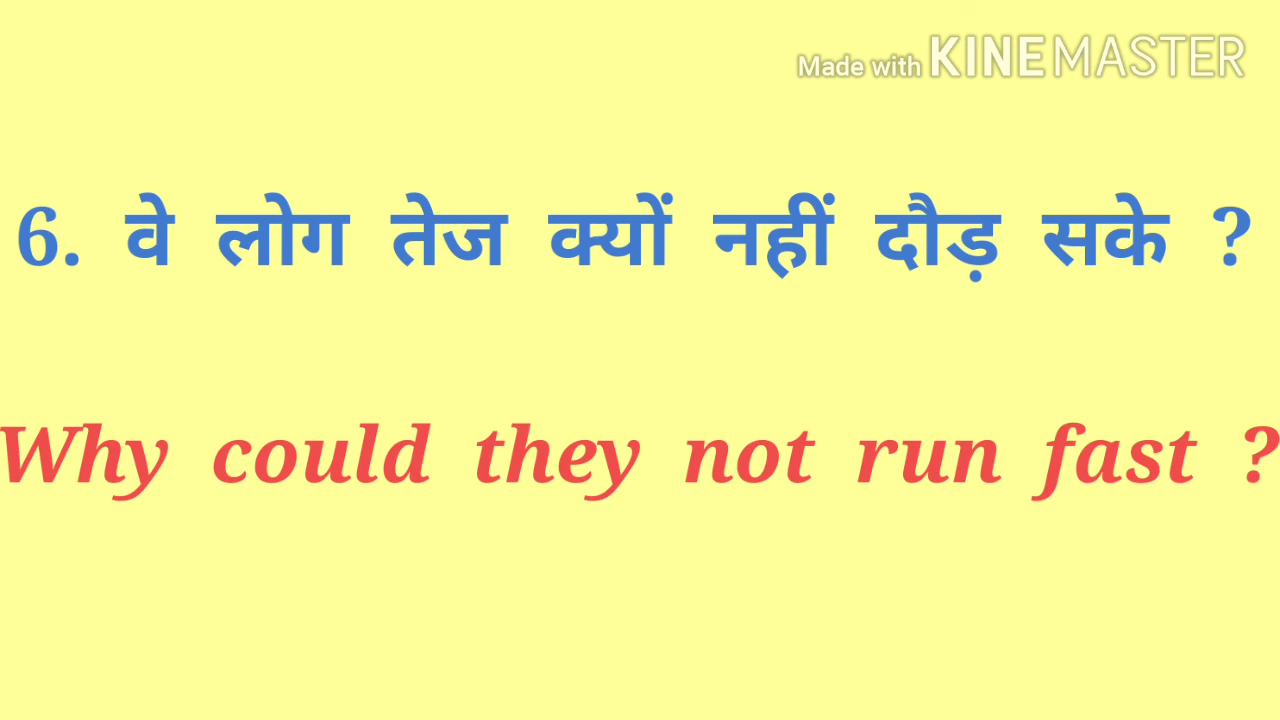 Made with KINEMASTER
6. वे लोग तेज क्यों नहीं दौड़ सके ?
Why could they not run fast ?